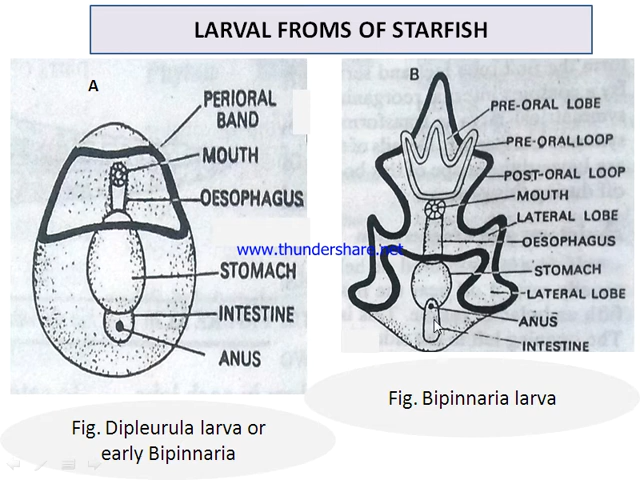 LARVAL FROMS OF STARFISH
A
PERIORAL
BAND
MOUTH
OESOPHAGUS
STOMACH
INTESTINE
ANUS
B
PRE-ORAL LOBE
PRE-ORAL LOOP
POST-ORAL LOOP
MOUTH
LATERAL LOBE
OESOPHAGUS
STOMACH
LATERAL LOBE
ANUS
INTESTINE
www.thundershare.net
Fig. Dipleurula larva or
early Bipinnaria
Fig. Bipinnaria larva